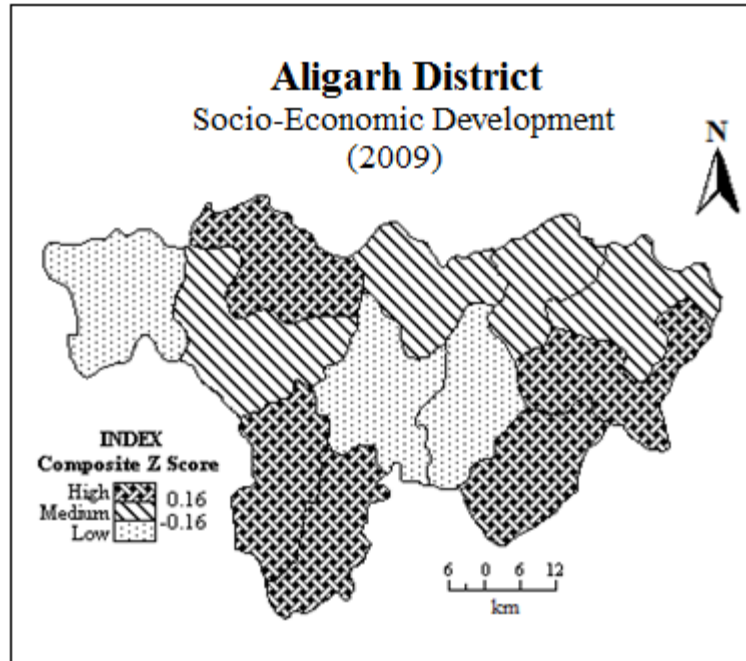 Aligarh District
Socio-Economic Development
(2009)
N
INDEX
Composite Z Score
High
0.16
Medium
-0.16
Low
6 0 6 12
km